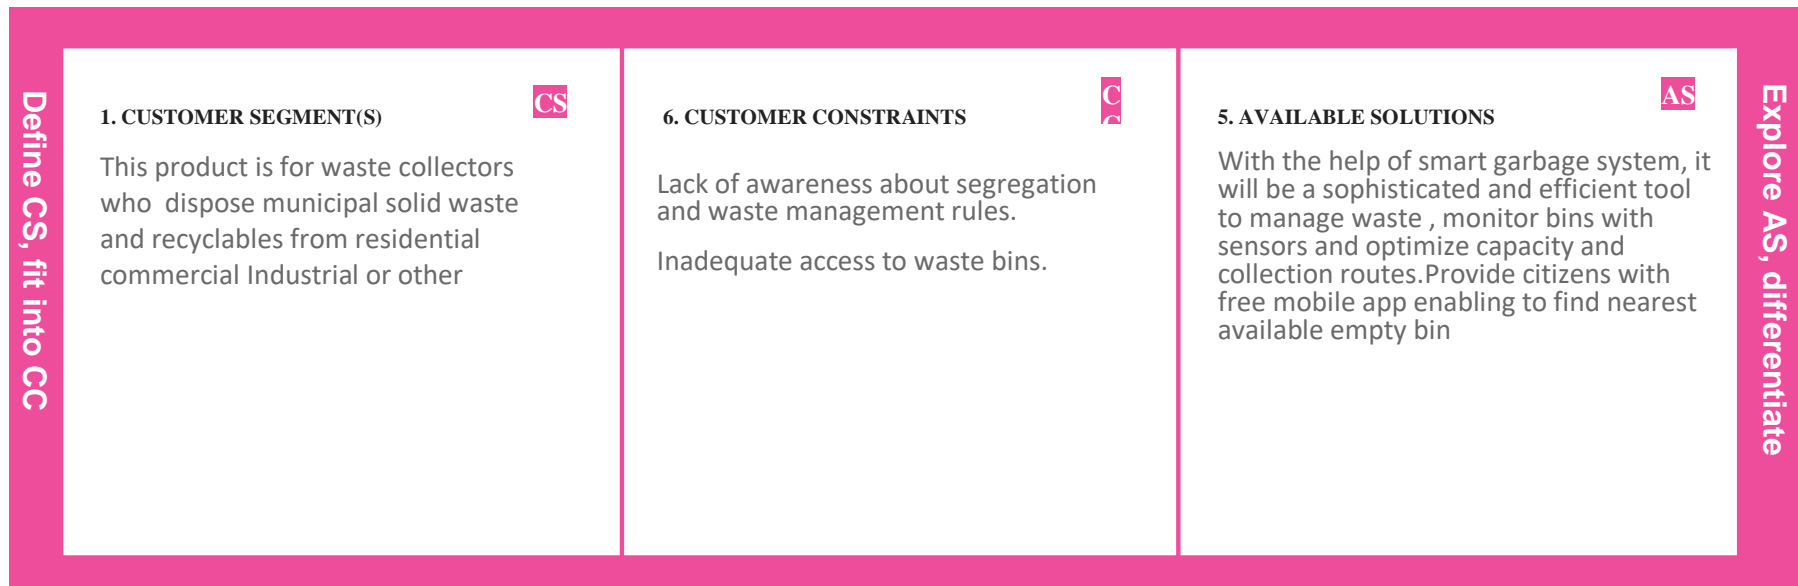 Define CS, fit into CC
1. CUSTOMER SEGMENT(S)
CS
This product is for waste collectors
who  dispose municipal solid waste
and recyclables from residential
commercial Industrial or other
6. CUSTOMER CONSTRAINTS
C
C
Lack of awareness about segregation
and waste management rules.
Inadequate access to waste bins.
5. AVAILABLE SOLUTIONS
AS
With the help of smart garbage system, it
will be a sophisticated and efficient tool
to manage waste , monitor bins with
sensors and optimize capacity and
collection routes.Provide citizens with
free mobile app enabling to find nearest
available empty bin
Explore AS, differentiate